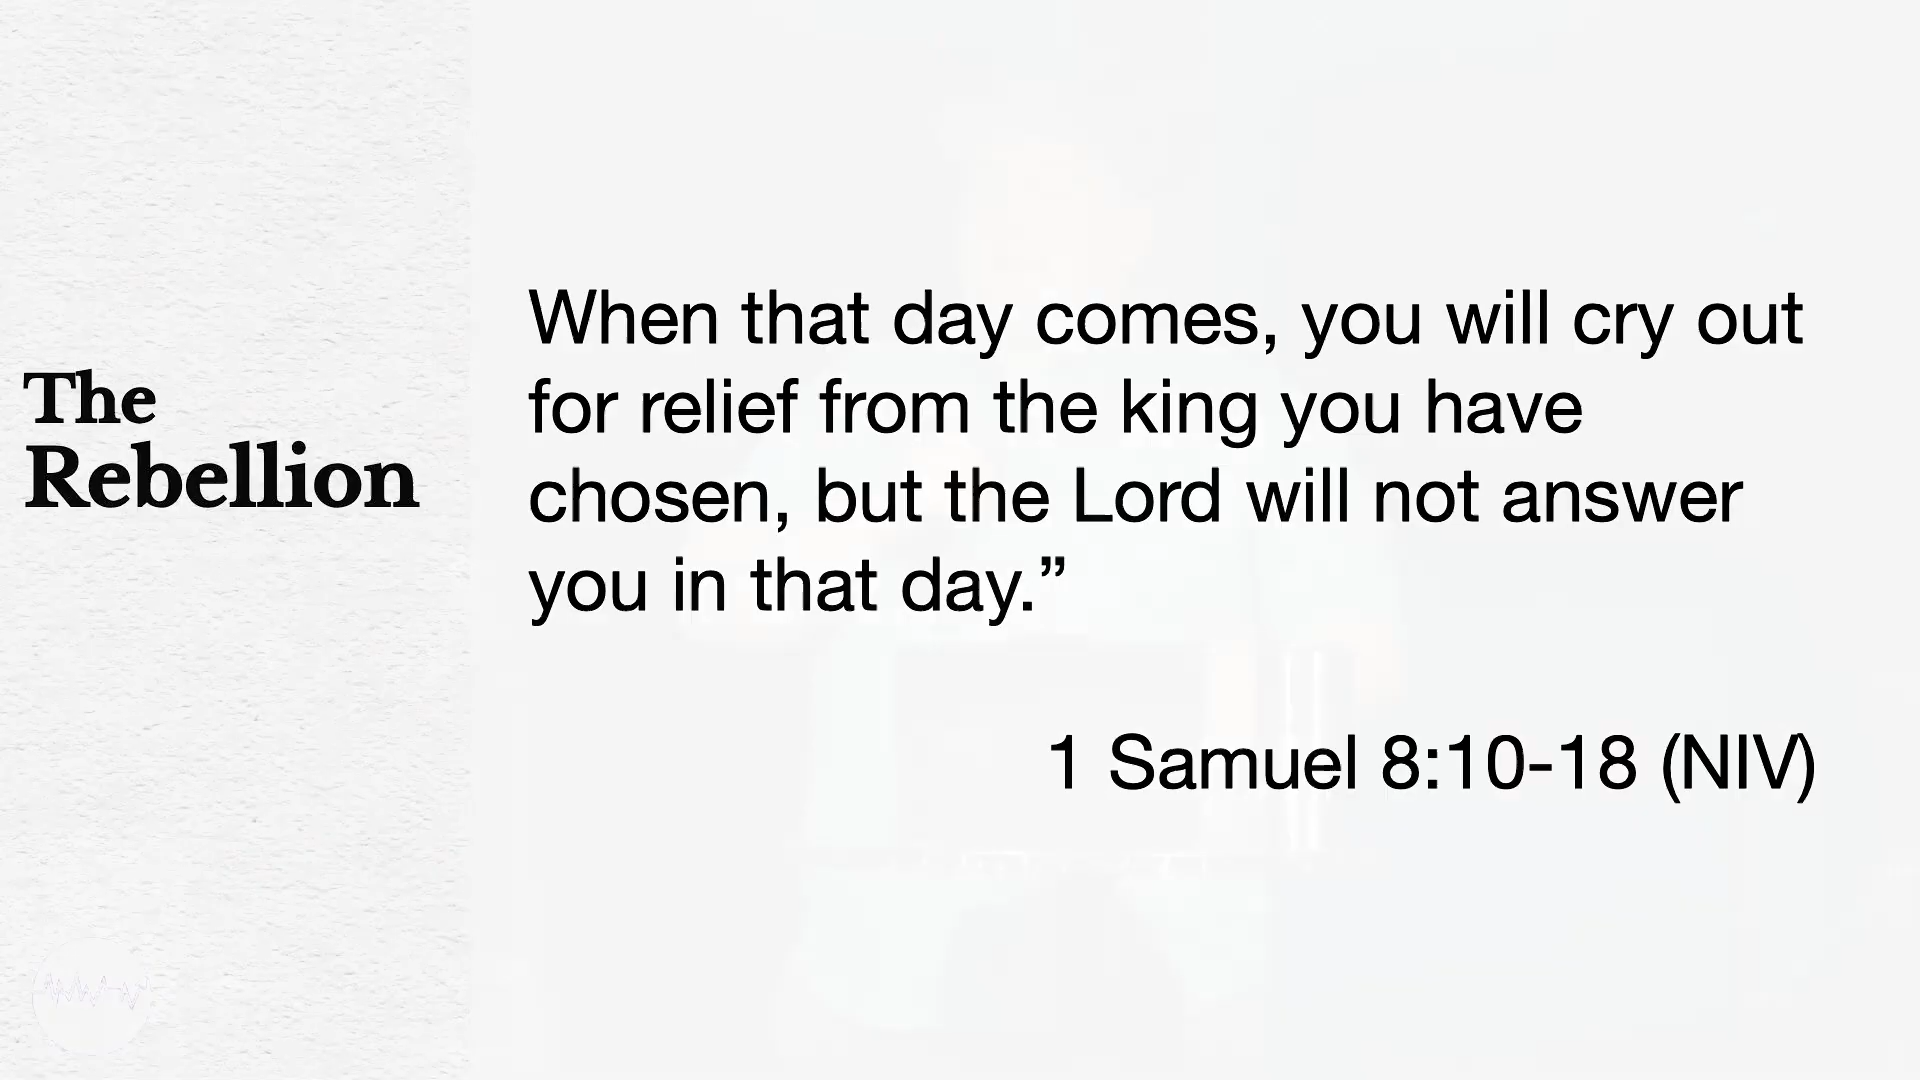 The
Rebellion
When that day comes, you will cry out
for relief from the king you have
chosen, but the Lord will not answer
you in that day.”
1 Samuel 8:10-18 (NIV)